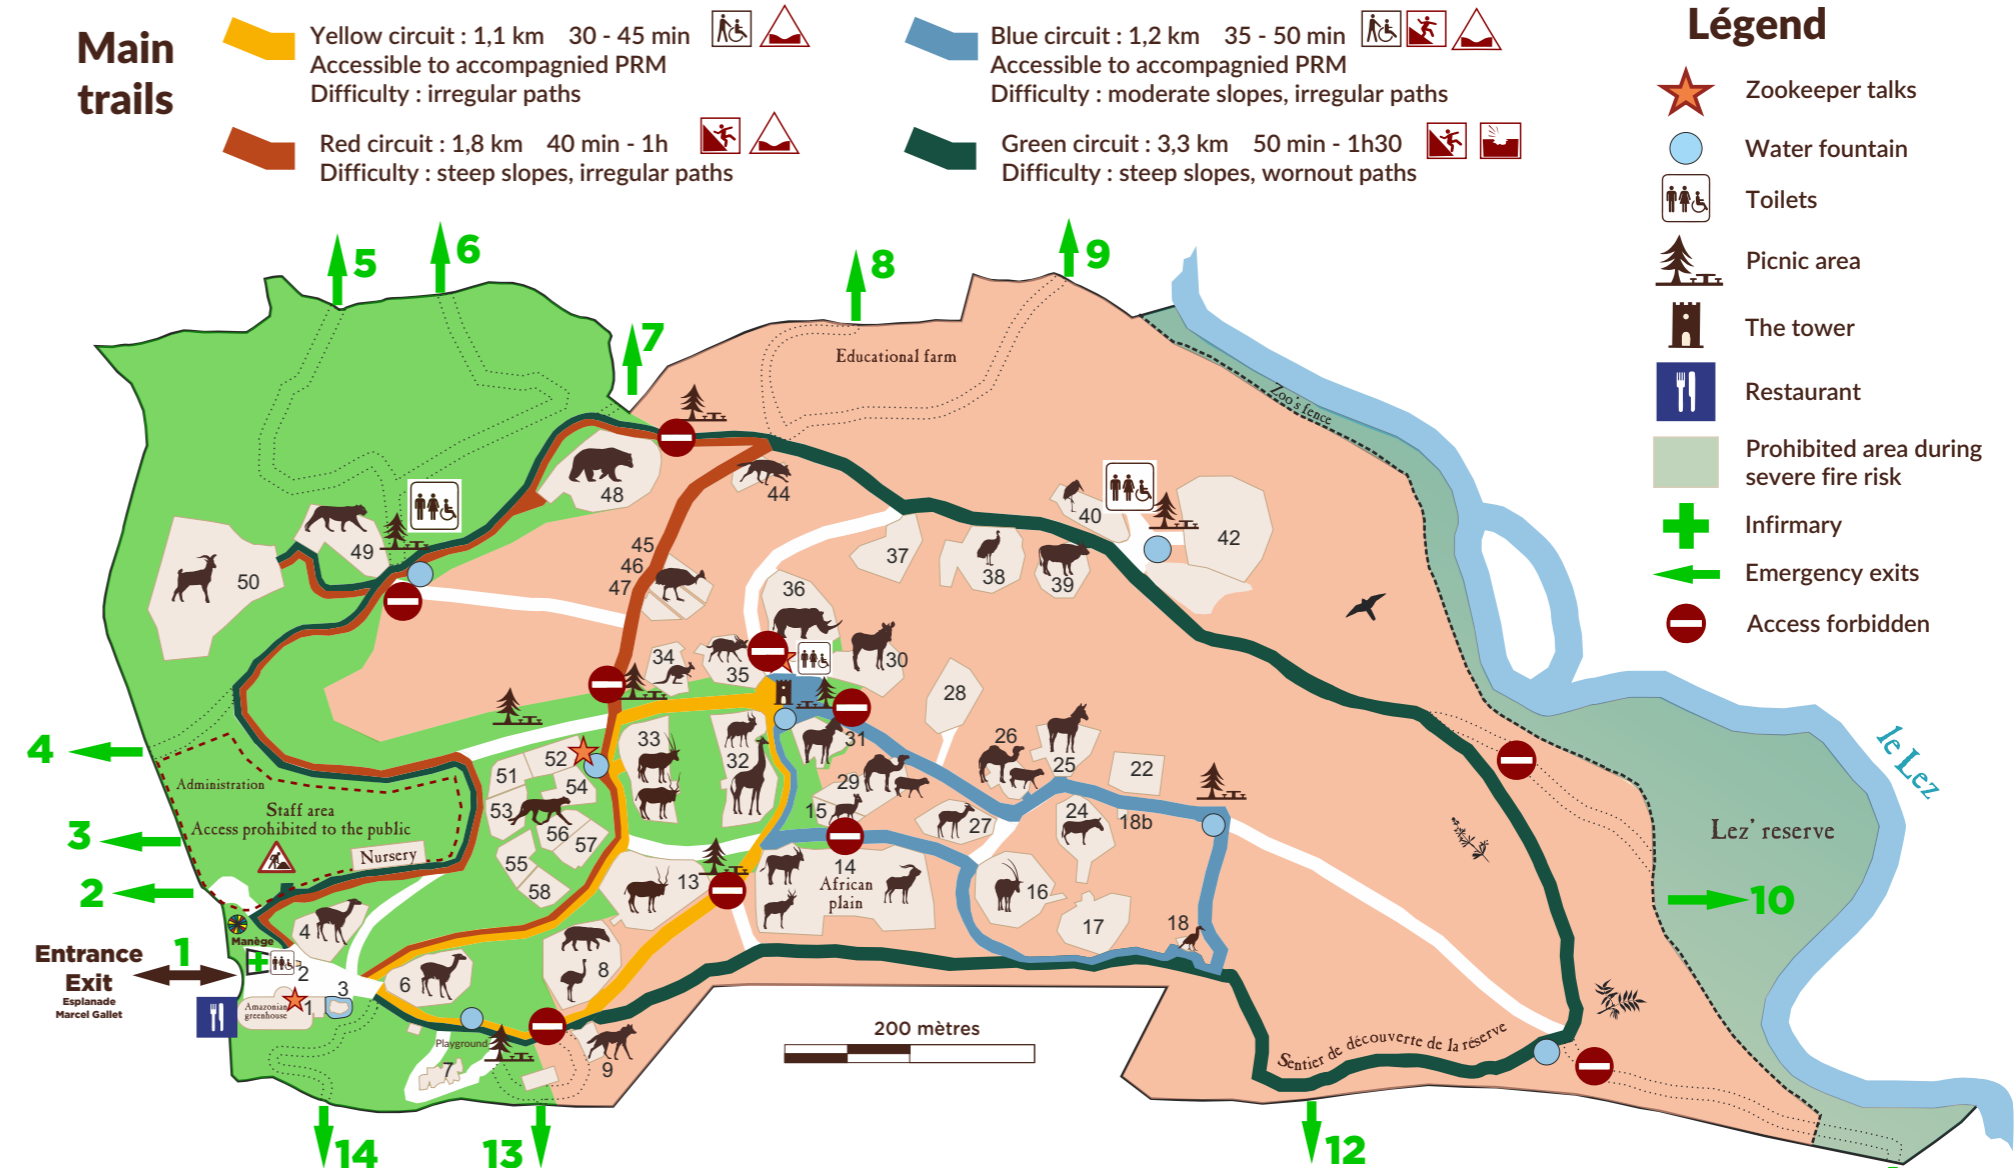 Main
trails
Yellow circuit : 1,1 km 30 - 45 min
Accessible to accompagnied PRM
Difficulty : irregular paths
Red circuit : 1,8 km 40 min - 1h
Difficulty : steep slopes, irregular paths
Blue circuit : 1,2 km 35 - 50 min
Accessible to accompagnied PRM
Difficulty : moderate slopes, irregular paths
Green circuit : 3,3 km 50 min - 1h30
Difficulty : steep slopes, wornout paths
Légend
Zookeeper talks
Water fountain
Toilets
Picnic area
The tower
Restaurant
Prohibited area during
severe fire risk
Infirmary
Emergency exits
Access forbidden
5
6
7
8
9
Educational farm
Zoo's fence
48
44
49
50
45
46
47
40
42
37
38
39
36
34
35
30
28
33
32
31
26
25
22
29
15
27
24
18b
52
51
54
53
56
57
55
58
13
14
African
plain
16
17
18
4
3
2
Administration
Staff area
Access prohibited to the public
Nursery
Lez' reserve
le Lez
10
Entrance
Exit
1
Esplanade
Marcel Gallet
Manège
4
2
3
1
Amazonian
greenhouse
6
8
Playground
7
9
200 mètres
Sentier de découverte de la réserve
14
13
12